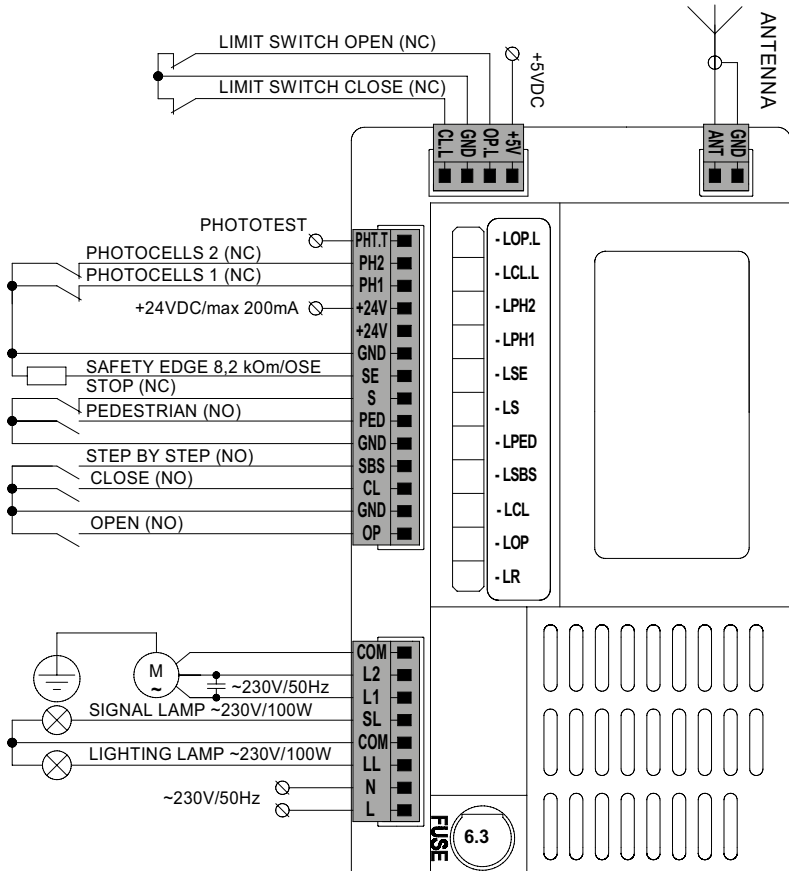 LIMIT SWITCH OPEN (NC)
LIMIT SWITCH CLOSE (NC)
+5VDC
ANTENNA
CL.L
GND
OP.L
+5V
ANT
GND
PHOTOTEST
PHOTOCELLS 2 (NC)
PHOTOCELLS 1 (NC)
+24VDC/max 200mA
SAFETY EDGE 8,2 kOm/OSE
STOP (NC)
PEDESTRIAN (NO)
STEP BY STEP (NO)
CLOSE (NO)
OPEN (NO)
PHT.T
PH2
PH1
+24V
+24V
GND
SE
S
PED
GND
SBS
CL
GND
OP
- LOP.L
- LCL.L
- LPH2
- LPH1
- LSE
- LS
- LPED
- LSBS
- LCL
- LOP
- LR
M
~
~230V/50Hz
SIGNAL LAMP ~230V/100W
LIGHTING LAMP ~230V/100W
~230V/50Hz
COM
L2
L1
SL
COM
LL
N
L
FUSE
6.3